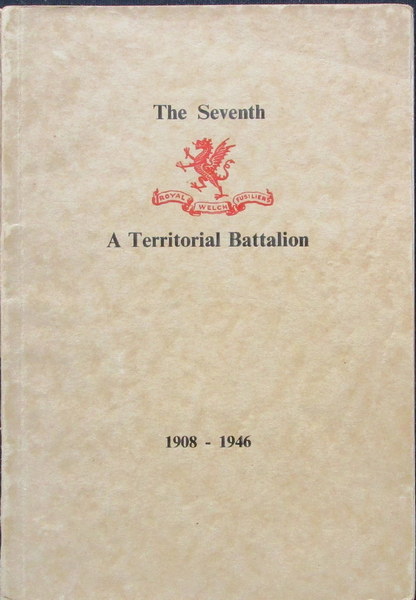 The Seventh
ROYAL WELCH FUSILIERS
A Territorial Battalion
1908 - 1946